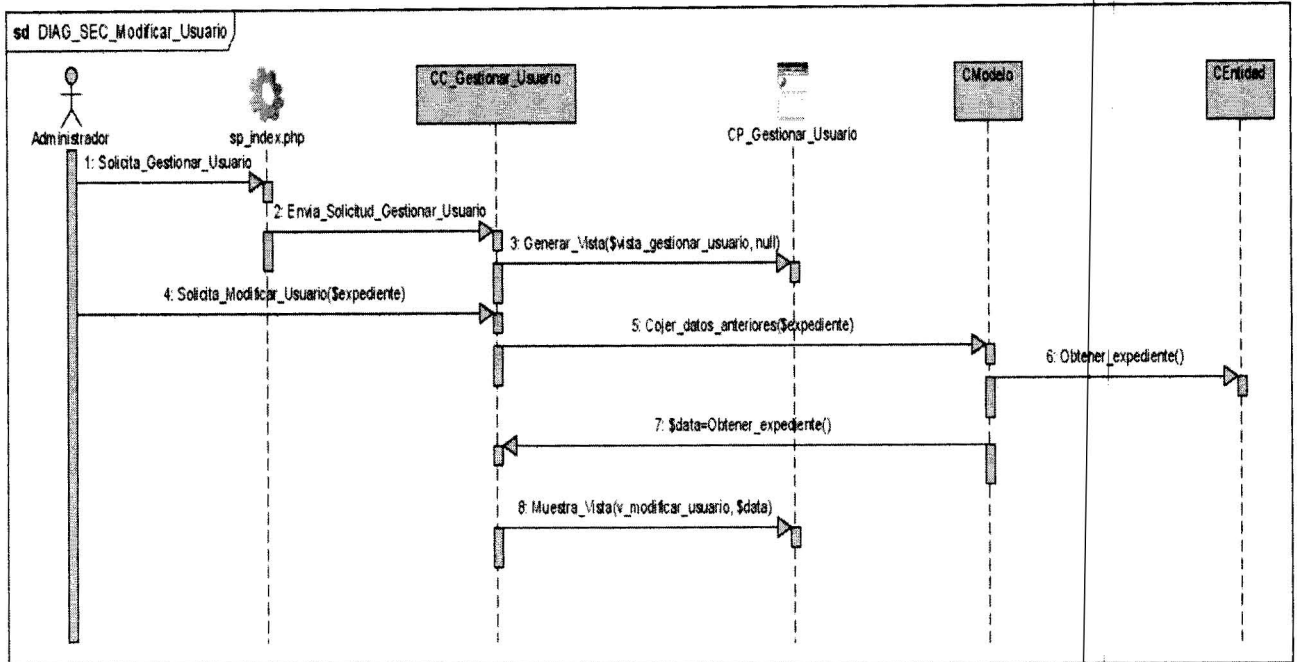 sd DIAG_SEC_Modificar_Usuario
Administrador
sp_index.php
CC_Gestionar_Usuario
CP_Gestionar_Usuario
CModelo
CEntidad
1: Solicita_Gestionar_Usuario
2: Envia_Solicitud_Gestionar_Usuario
3: Generar_Vista($vista_gestionar_usuario, null)
4: Solicita_Modificar_Usuario($expediente)
5: Cojer_datos_anteriores($expediente)
6: Obtener_expediente()
7: $data=Obtener_expediente()
8: Muestra_Vista(v_modificar_usuario, $data)